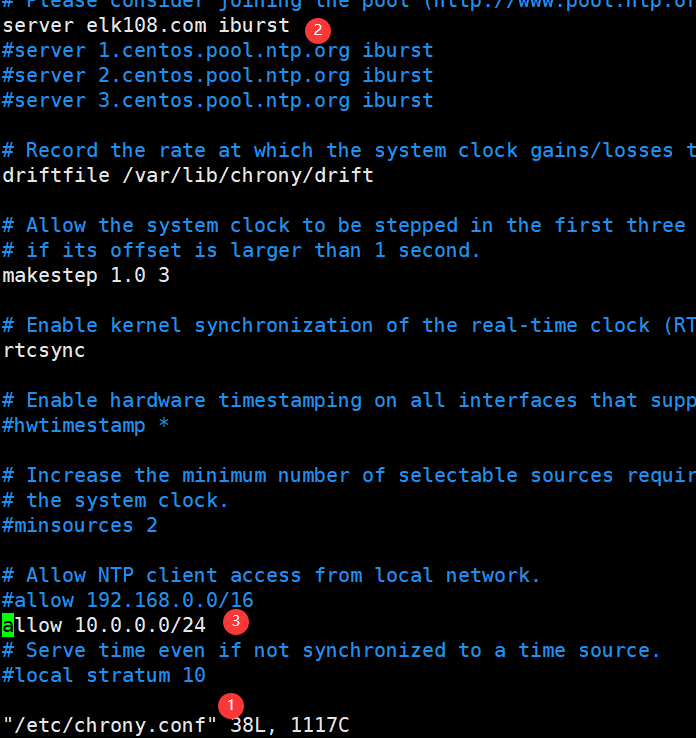 # Please consider joining the pool (http://www.pool.ntp.or
server elk108.com iburst 2
#server 1.centos.pool.ntp.org iburst
#server 2.centos.pool.ntp.org iburst
#server 3.centos.pool.ntp.org iburst
# Record the rate at which the system clock gains/losses t
driftfile /var/lib/chrony/drift
# Allow the system clock to be stepped in the first three
# if its offset is larger than 1 second.
makestep 1.0 3
# Enable kernel synchronization of the real-time clock (RT
rtcsync
# Enable hardware timestamping on all interfaces that supp
#hwtimestamp *
# Increase the minimum number of selectable sources requir
# the system clock.
#minsources 2
# Allow NTP client access from local network.
#allow 192.168.0.0/16
allow 10.0.0.0/24 3
# Serve time even if not synchronized to a time source.
#local stratum 10
1
"/etc/chrony.conf" 38L, 1117C